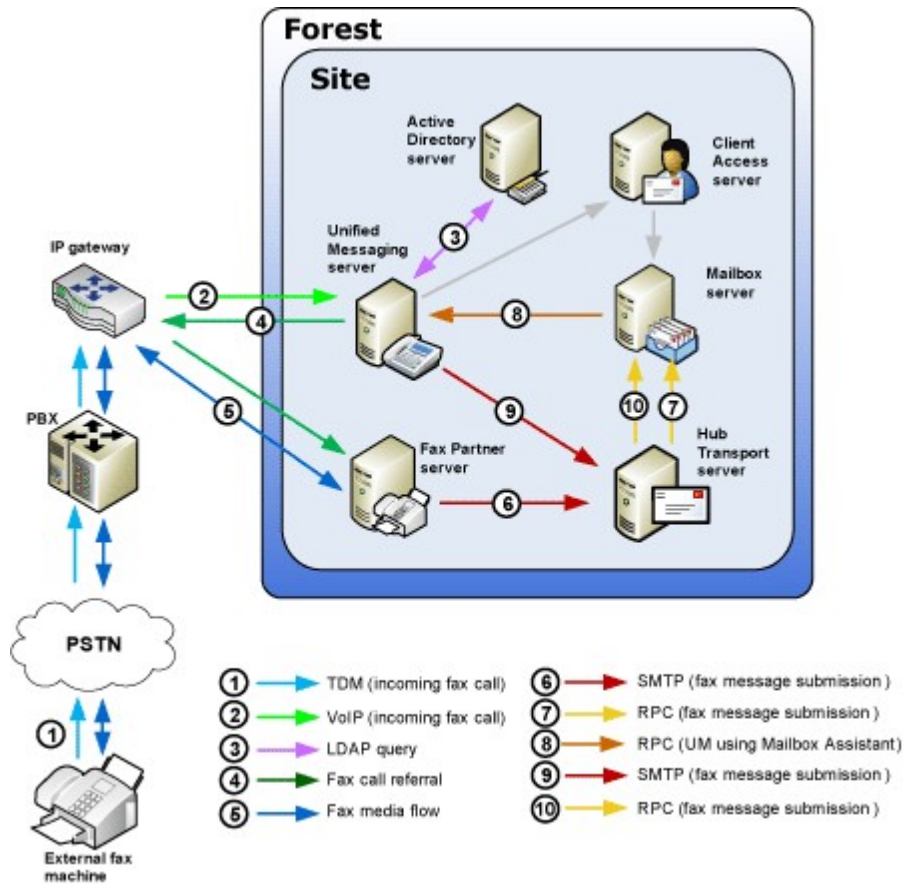 Forest
Site
Active
Directory
server
Client
Access
server
Unified
Messaging
server
3
IP gateway
Mailbox
server
2
4
8
5
PBX
9
10
7
Hub
Transport
server
Fax Partner
server
6
PSTN
1
External fax
machine
1 TDM (incoming fax call)
2 VoIP (incoming fax call)
3 LDAP query
4 Fax call referral
5 Fax media flow
6 SMTP (fax message submission )
7 RPC (fax message submission )
8 RPC (UM using Mailbox Assistant)
9 SMTP (fax message submission )
10 RPC (fax message submission )